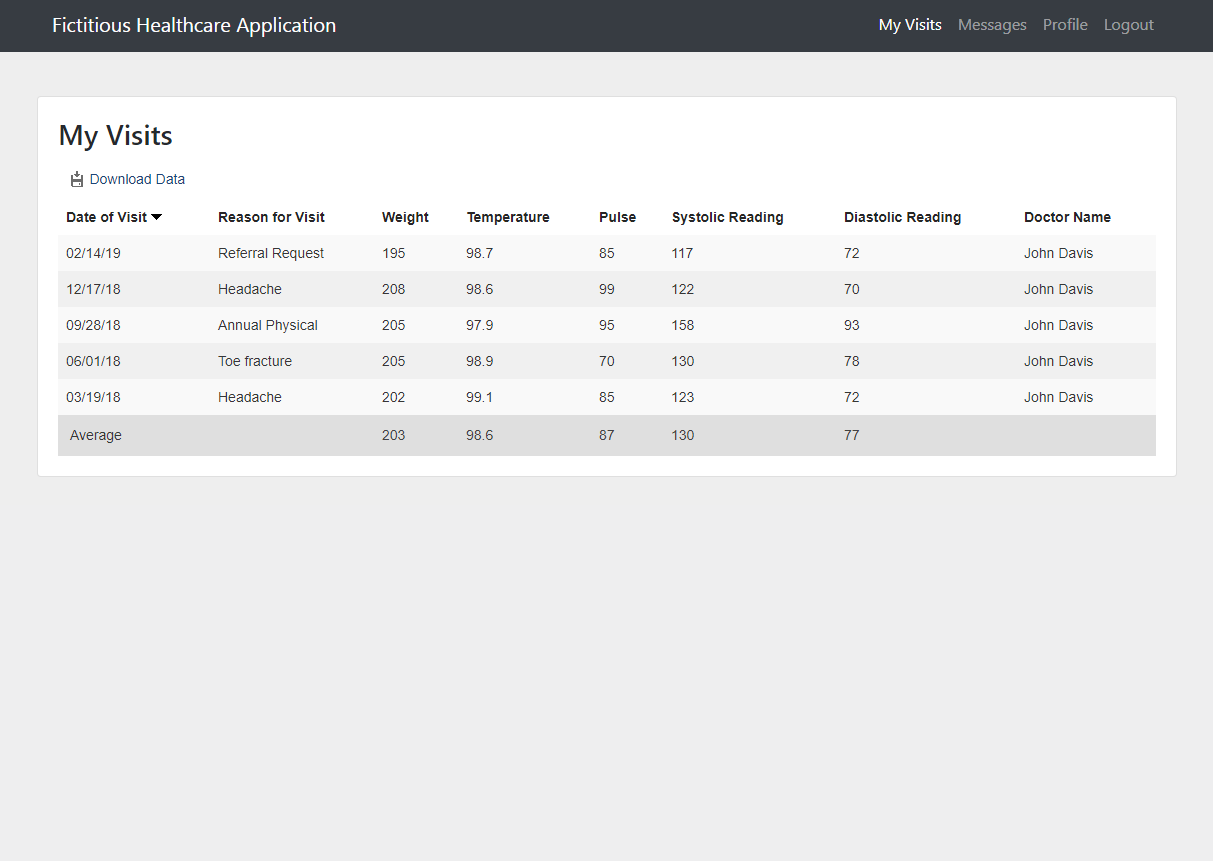 Fictitious Healthcare Application My Visits Messages Profile Logout
My Visits
Download Data
Date of Visit Reason for Visit Weight Temperature Pulse Systolic Reading Diastolic Reading Doctor Name
02/14/19 Referral Request 195 98.7 85 117 72 John Davis
12/17/18 Headache 208 98.6 99 122 70 John Davis
09/28/18 Annual Physical 205 97.9 95 158 93 John Davis
06/01/18 Toe fracture 205 98.9 70 130 78 John Davis
03/19/18 Headache 202 99.1 85 123 72 John Davis
Average 203 98.6 87 130 77